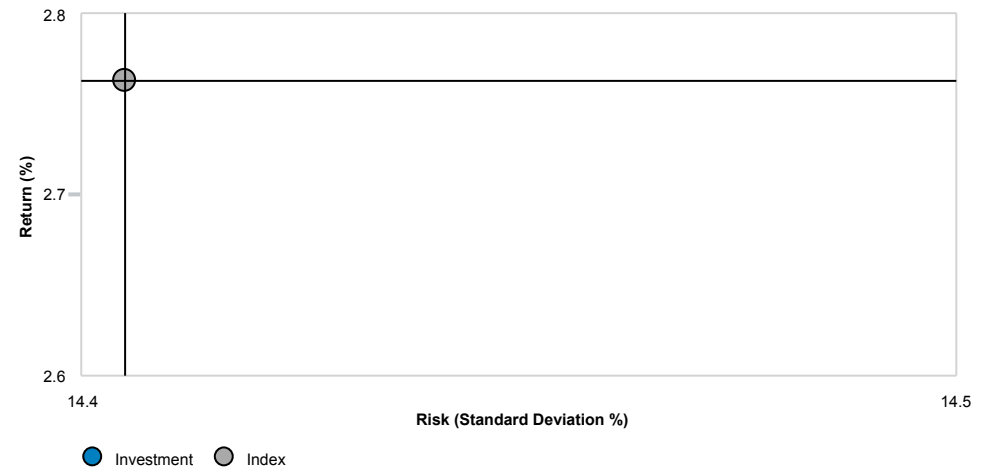 2.8
Return (%)
2.7
2.6
14.4 14.5
Risk (Standard Deviation %)
Investment Index